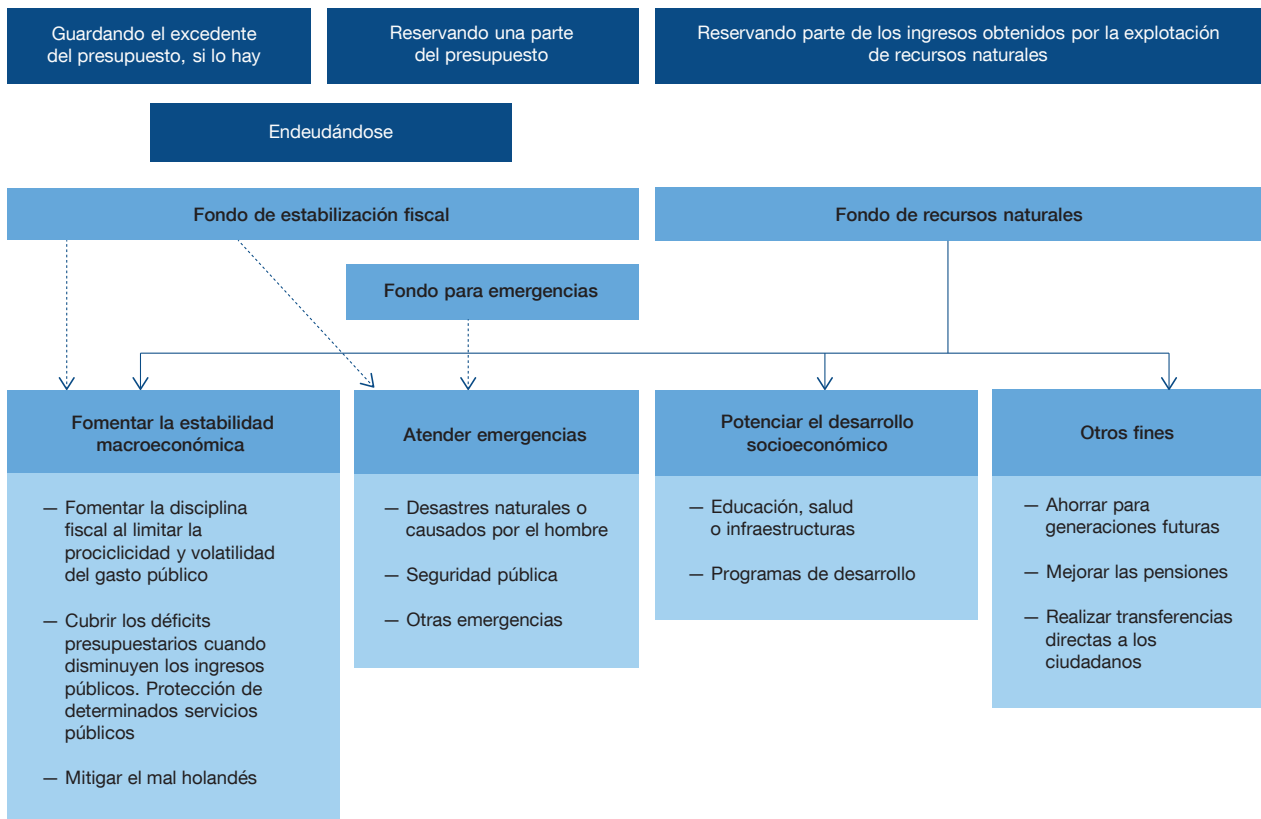 Guardando el excedente
del presupuesto, si lo hay
Reservando una parte
del presupuesto
Reservando parte de los ingresos obtenidos por la explotación
de recursos naturales
Endeudándose
Fondo de estabilización fiscal
Fondo de recursos naturales
Fondo para emergencias
Fomentar la estabilidad
macroeconómica
— Fomentar la disciplina
fiscal al limitar la
prociclicidad y volatilidad
del gasto público
— Cubrir los déficits
presupuestarios cuando
disminuyen los ingresos
públicos. Protección de
determinados servicios
públicos
— Mitigar el mal holandés
Atender emergencias
— Desastres naturales o
causados por el hombre
— Seguridad pública
— Otras emergencias
Potenciar el desarrollo
socioeconómico
— Educación, salud
o infraestructuras
— Programas de desarrollo
Otros fines
— Ahorrar para
generaciones futuras
— Mejorar las pensiones
— Realizar transferencias
directas a los
ciudadanos